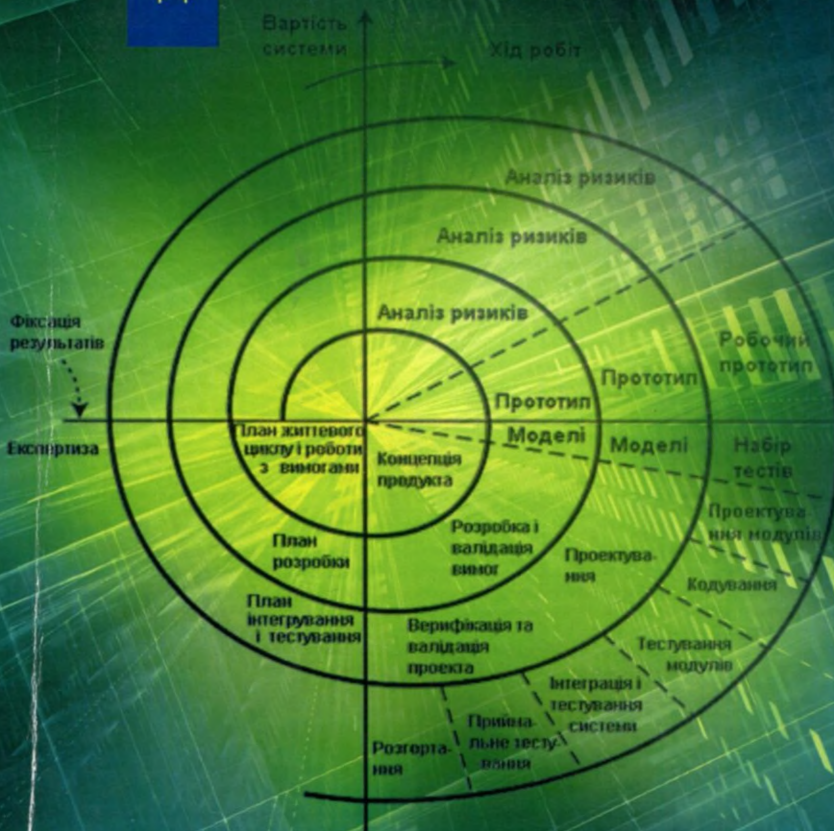 Вартість
системи
Хід робіт
Аналіз ризиків
Аналіз ризиків
Аналіз ризиків
Фіксація
результатів
Робочий
прототип
Прототип
Прототип
Експертиза
План життєвого
циклу і роботи
з вимогами
Концепція
продукта
Моделі
Моделі
Набір
тестів
Проектува-
ння модулів
План
розробки
Розробка і
валідація
вимог
Проектува-
ння
Кодування
План
інтегрування
і тестування
Верифікація та
валідація
проекта
Тестування
модулів
Інтеграція і
тестування
системи
Прийма-
льне тесту-
вання
Розгорта-
ння